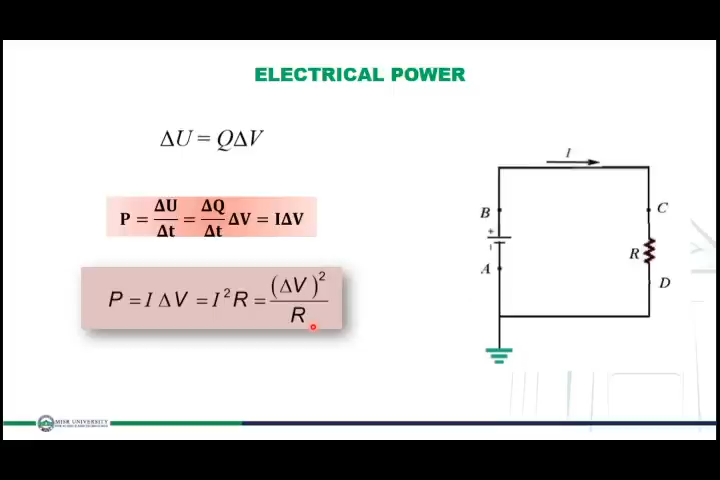 ELECTRICAL POWER
ΔU = QΔV
P = ΔU/Δt = ΔQ/Δt ΔV = IΔV
P = I ΔV = I²R = (ΔV)²/R
I
B
C
+
−
R
A
D
MISR UNIVERSITY